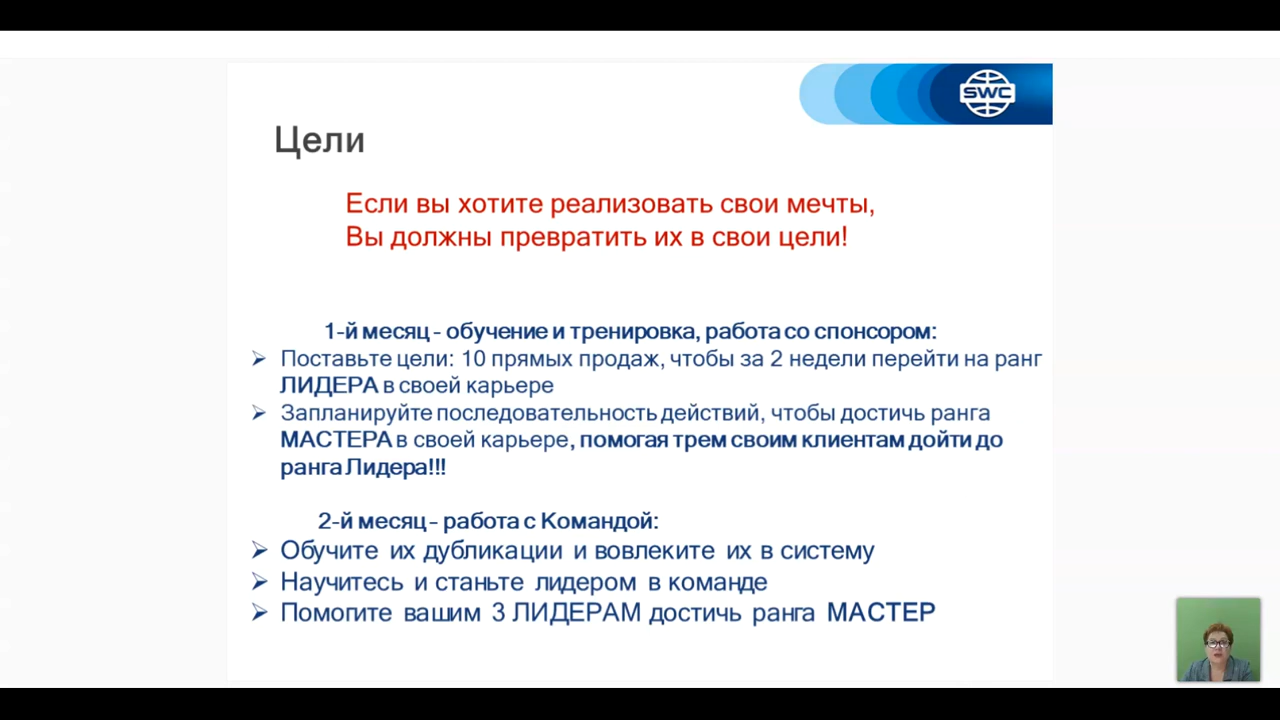 SWC
Цели
Если вы хотите реализовать свои мечты,
Вы должны превратить их в свои цели!
1-й месяц - обучение и тренировка, работа со спонсором:
Поставьте цели: 10 прямых продаж, чтобы за 2 недели перейти на ранг
ЛИДЕРА в своей карьере
Запланируйте последовательность действий, чтобы достичь ранга
МАСТЕРА в своей карьере, помогая трем своим клиентам дойти до
ранга Лидера!!!
2-й месяц - работа с Командой:
Обучите их дубликации и вовлеките их в систему
Научитесь и станьте лидером в команде
Помогите вашим 3 ЛИДЕРАМ достичь ранга МАСТЕР